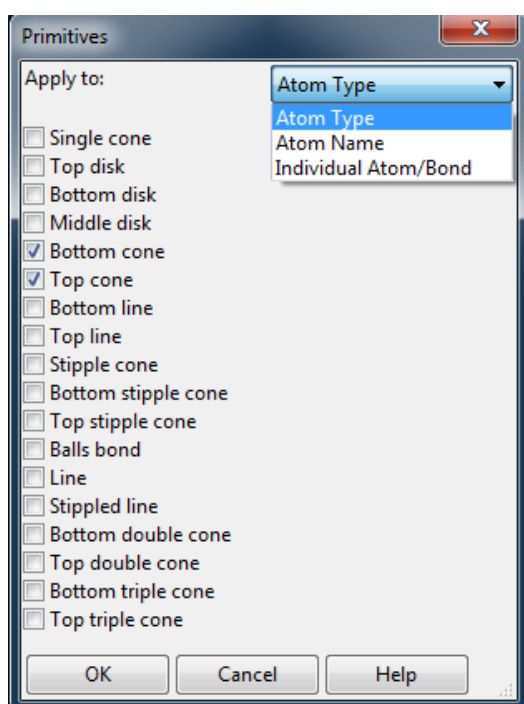 Primitives
Apply to:
Atom Type
Atom Type
Atom Name
Individual Atom/Bond
Single cone
Top disk
Bottom disk
Middle disk
Bottom cone
Top cone
Bottom line
Top line
Stipple cone
Bottom stipple cone
Top stipple cone
Balls bond
Line
Stippled line
Bottom double cone
Top double cone
Bottom triple cone
Top triple cone
OK Cancel Help